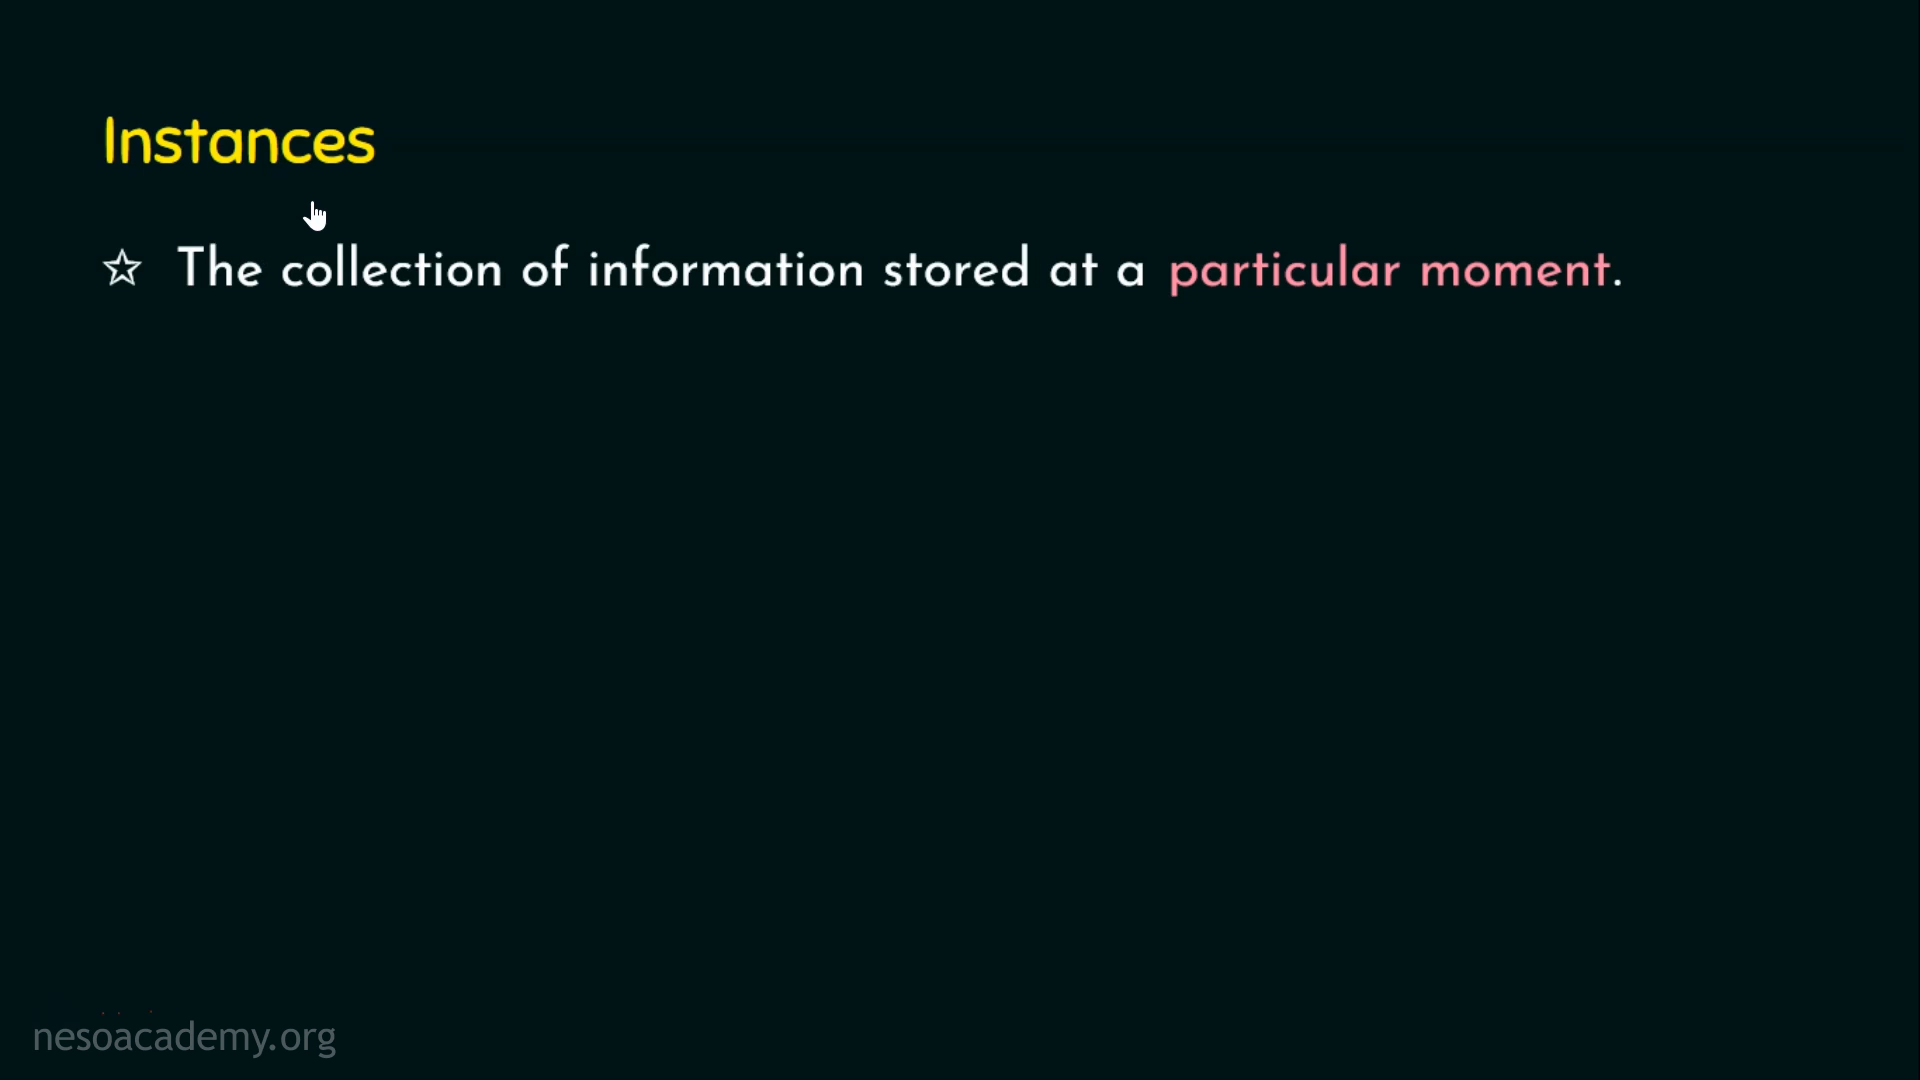 Instances
☆ The collection of information stored at a particular moment.
nesoacademy.org